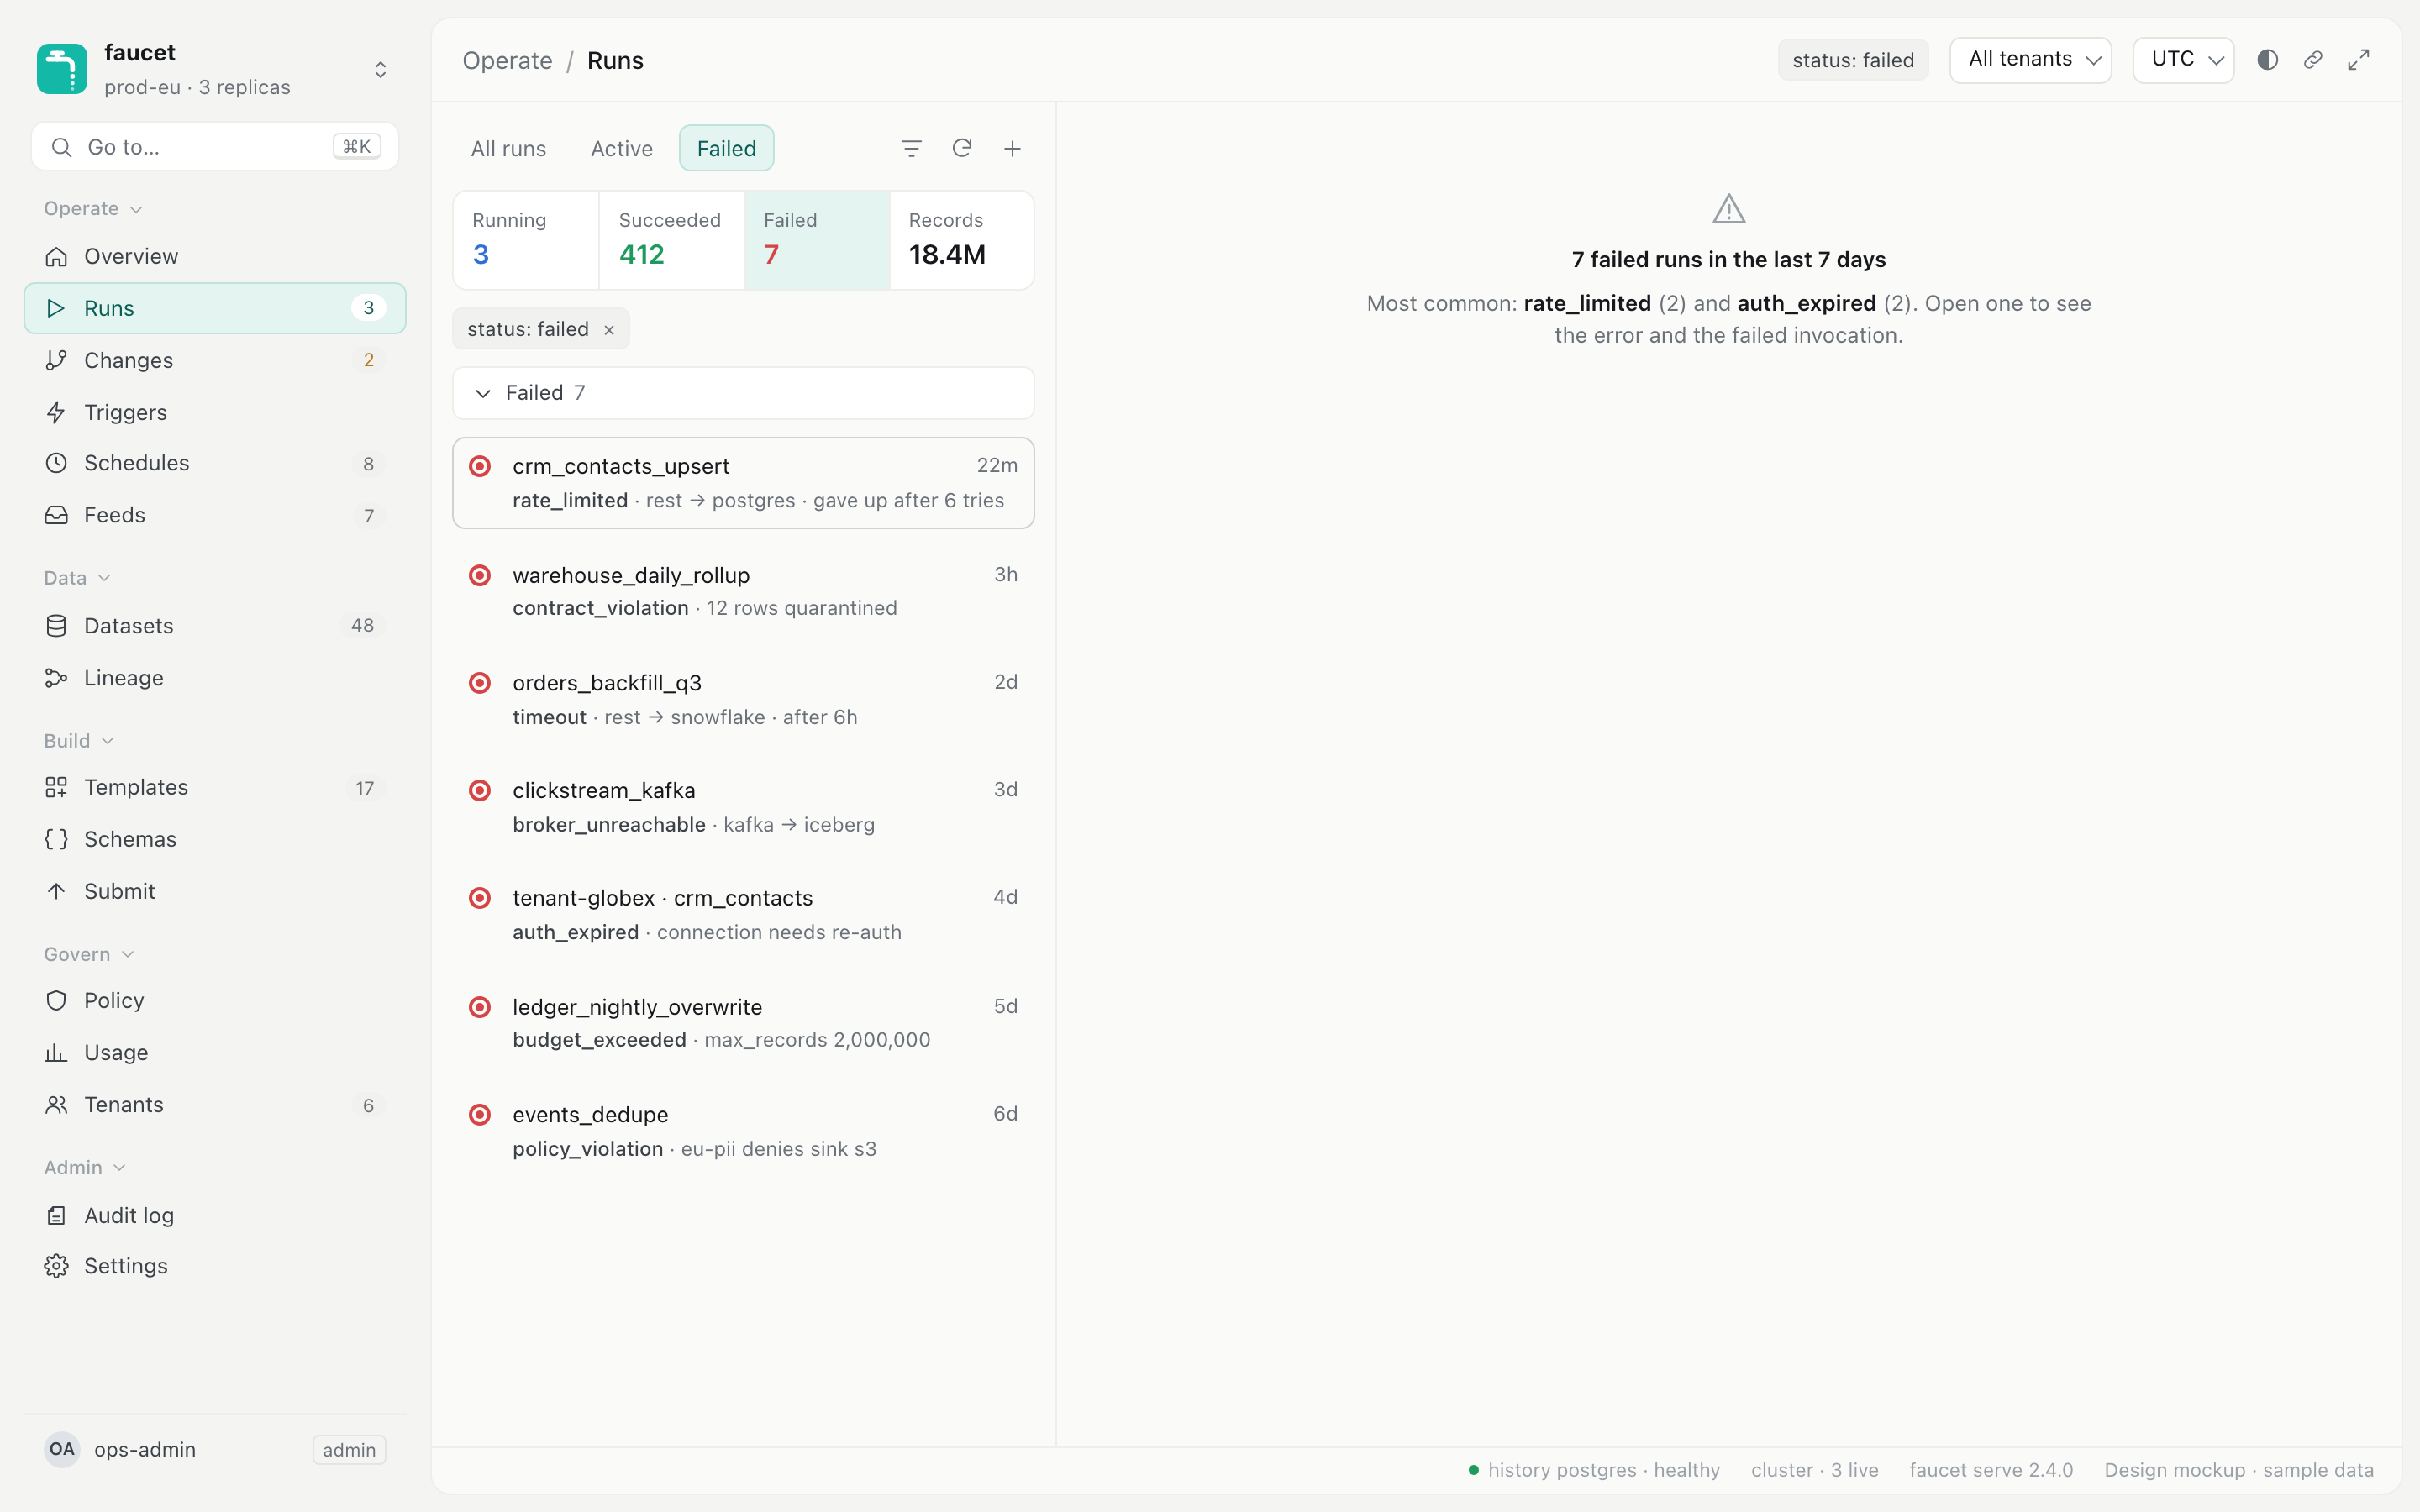 faucet
prod-eu · 3 replicas
Go to...
⌘K
Operate
Overview
Runs 3
Changes 2
Triggers
Schedules 8
Feeds 7
Data
Datasets 48
Lineage
Build
Templates 17
Schemas
Submit
Govern
Policy
Usage
Tenants 6
Admin
Audit log
Settings
OA ops-admin admin
Operate / Runs
status: failed
All tenants
UTC
All runs
Active
Failed
Running
3
Succeeded
412
Failed
7
Records
18.4M
status: failed ×
Failed 7
crm_contacts_upsert 22m
rate_limited · rest → postgres · gave up after 6 tries
warehouse_daily_rollup 3h
contract_violation · 12 rows quarantined
orders_backfill_q3 2d
timeout · rest → snowflake · after 6h
clickstream_kafka 3d
broker_unreachable · kafka → iceberg
tenant-globex · crm_contacts 4d
auth_expired · connection needs re-auth
ledger_nightly_overwrite 5d
budget_exceeded · max_records 2,000,000
events_dedupe 6d
policy_violation · eu-pii denies sink s3
7 failed runs in the last 7 days
Most common: rate_limited (2) and auth_expired (2). Open one to see
the error and the failed invocation.
history postgres · healthy
cluster · 3 live
faucet serve 2.4.0
Design mockup · sample data